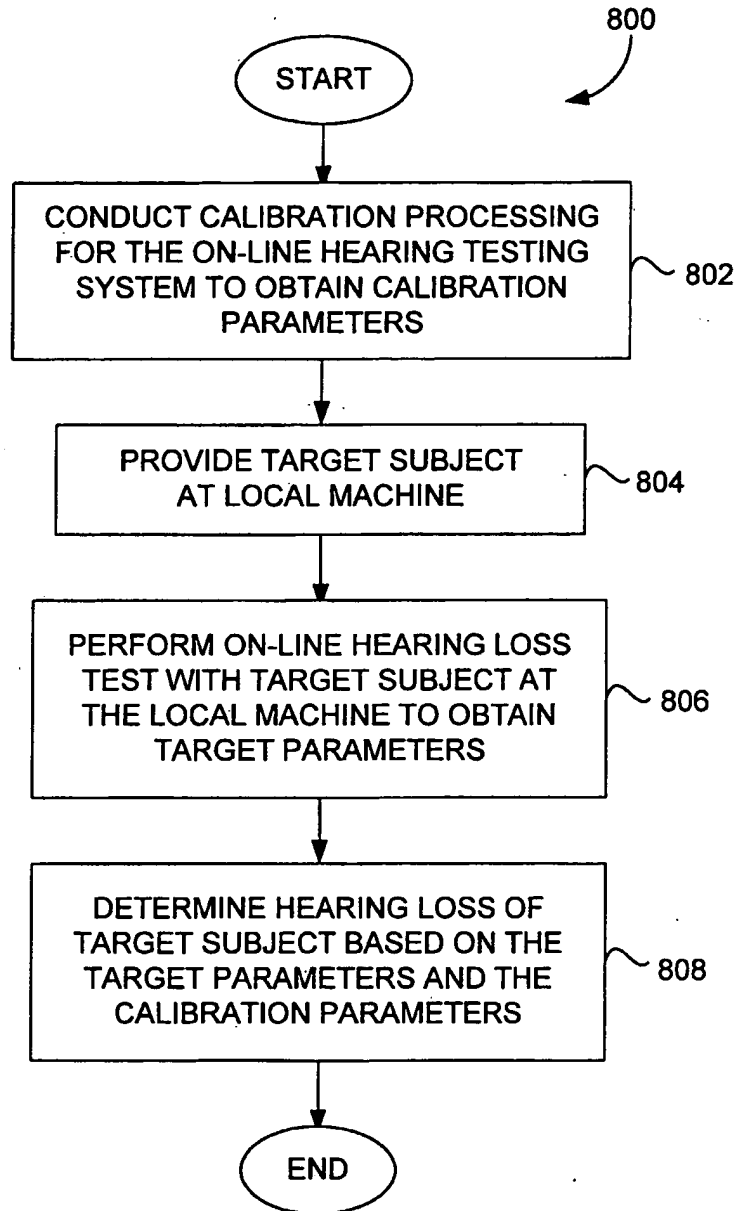 800
START
CONDUCT CALIBRATION PROCESSING
FOR THE ON-LINE HEARING TESTING
SYSTEM TO OBTAIN CALIBRATION
PARAMETERS
802
PROVIDE TARGET SUBJECT
AT LOCAL MACHINE
804
PERFORM ON-LINE HEARING LOSS
TEST WITH TARGET SUBJECT AT
THE LOCAL MACHINE TO OBTAIN
TARGET PARAMETERS
806
DETERMINE HEARING LOSS OF
TARGET SUBJECT BASED ON THE
TARGET PARAMETERS AND THE
CALIBRATION PARAMETERS
808
END